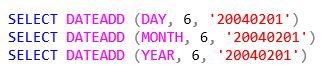 SELECT DATEADD (DAY, 6, '20040201')
SELECT DATEADD (MONTH, 6, '20040201')
SELECT DATEADD (YEAR, 6, '20040201')